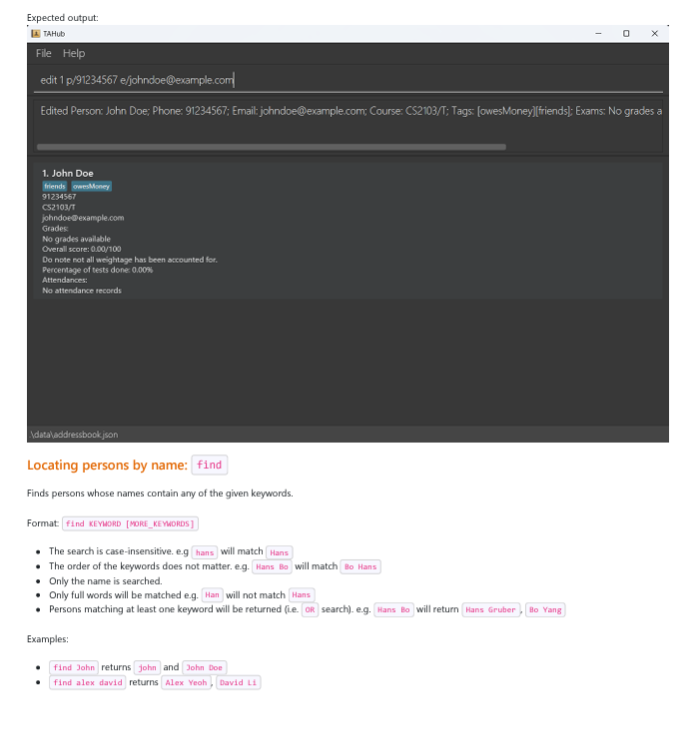 Expected output:
TAHub
File Help
edit 1 p/91234567 e/johndoe@example.com
Edited Person: John Doe; Phone: 91234567; Email: johndoe@example.com; Course: CS2103/T; Tags: [owesMoney][friends]; Exams: No grades a
1. John Doe
friends owesMoney
91234567
CS2103/T
johndoe@example.com
Grades:
No grades available
Overall score: 0.00/100
Do note not all weightage has been accounted for.
Percentage of tests done: 0.00%
Attendances:
No attendance records
\data\addressbook.json
Locating persons by name: find
Finds persons whose names contain any of the given keywords.
Format: find KEYWORD [MORE_KEYWORDS]
• The search is case-insensitive. e.g hans will match Hans
• The order of the keywords does not matter. e.g. Hans Bo will match Bo Hans
• Only the name is searched.
• Only full words will be matched e.g. Han will not match Hans
• Persons matching at least one keyword will be returned (i.e. OR search). e.g. Hans Bo will return Hans Gruber, Bo Yang
Examples:
• find John returns john and John Doe
• find alex david returns Alex Yeoh, David Li